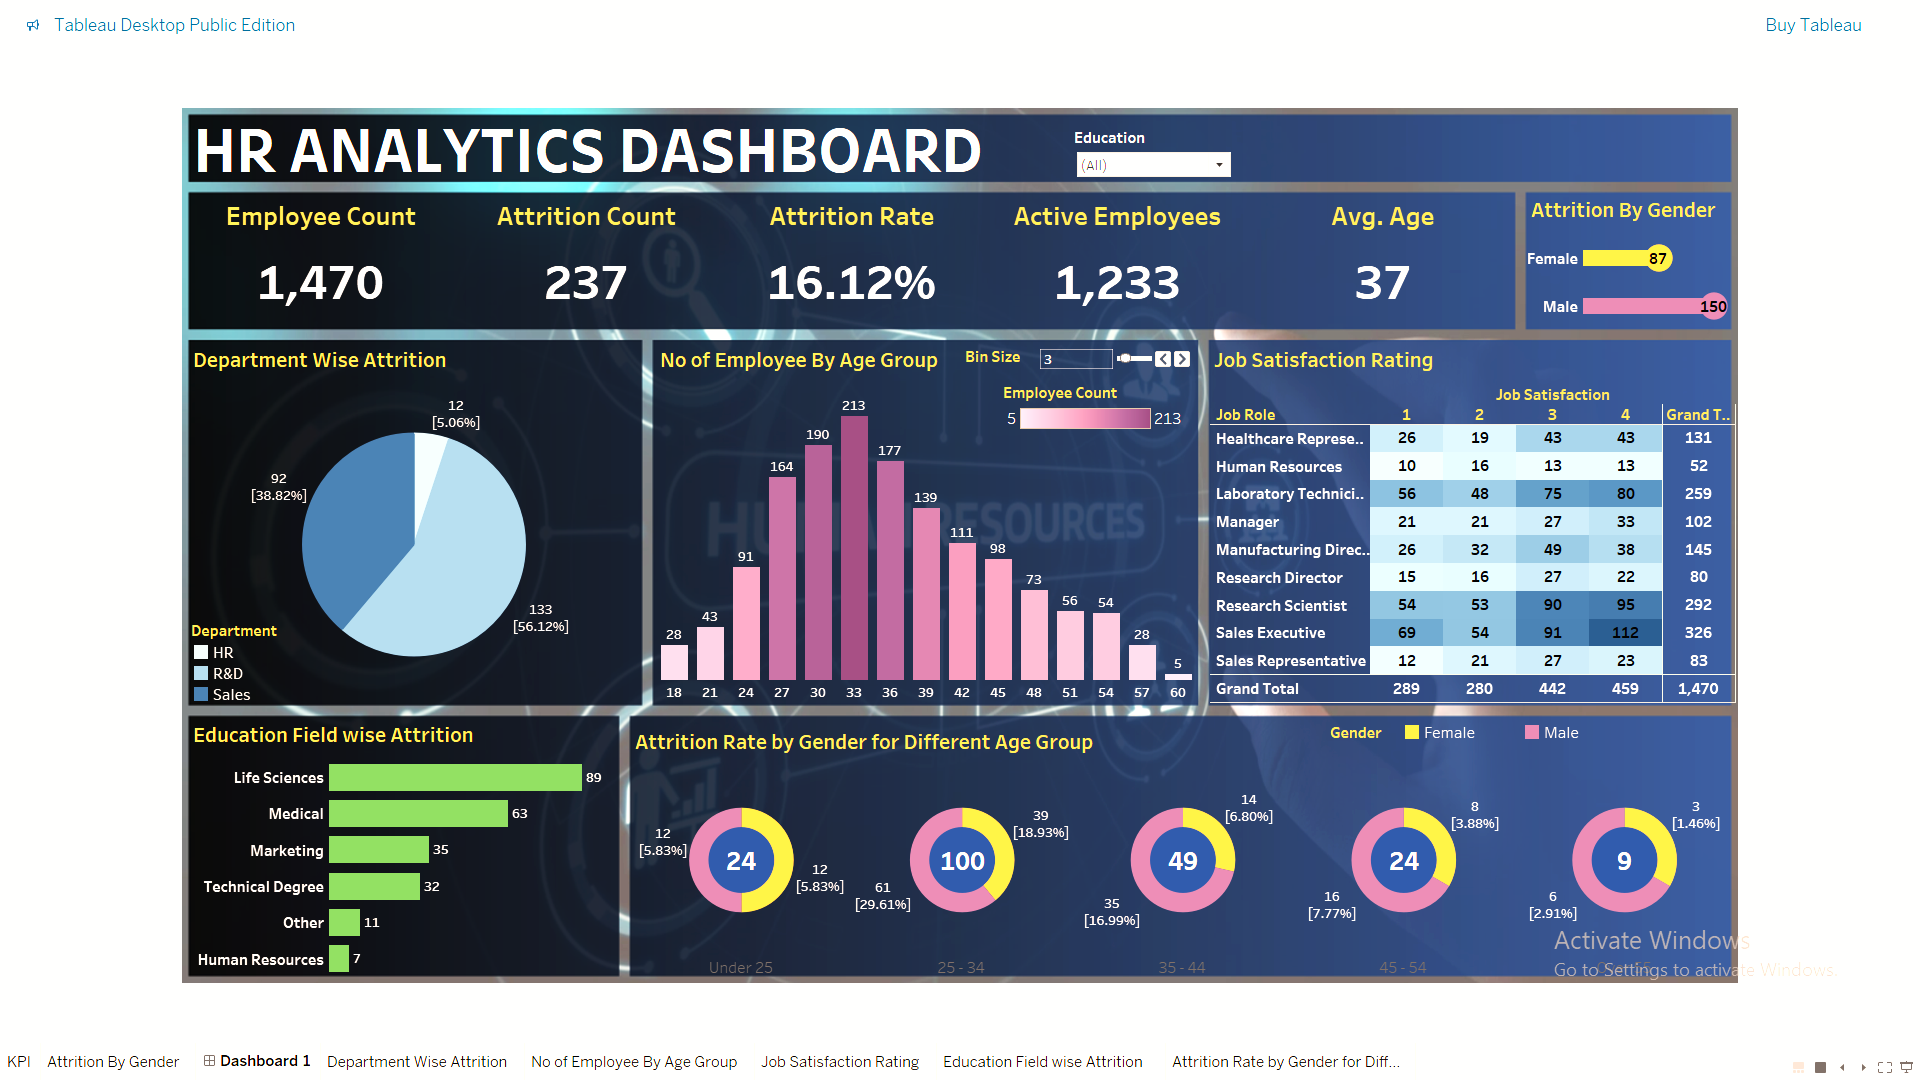 Tableau Desktop Public Edition
Buy Tableau
HR ANALYTICS DASHBOARD
Education
(All)
Employee Count
Attrition Count
Attrition Rate
Active Employees
Avg. Age
1,470
237
16.12%
1,233
37
Attrition By Gender
Female 87
Male 150
Department Wise Attrition
12
[5.06%]
92
[38.82%]
133
[56.12%]
Department
HR
R&D
Sales
No of Employee By Age Group
Bin Size 3
Employee Count
5 213
28 43 91 164 190 213 177 139 111 98 73 56 54 28 5
HUMAN RESOURCES
18 21 24 27 30 33 36 39 42 45 48 51 54 57 60
Job Satisfaction Rating
Job Satisfaction
Job Role 1 2 3 4 Grand T..
Healthcare Represe.. 26 19 43 43 131
Human Resources 10 16 13 13 52
Laboratory Technici.. 56 48 75 80 259
Manager 21 21 27 33 102
Manufacturing Direc.. 26 32 49 38 145
Research Director 15 16 27 22 80
Research Scientist 54 53 90 95 292
Sales Executive 69 54 91 112 326
Sales Representative 12 21 27 23 83
Grand Total 289 280 442 459 1,470
Education Field wise Attrition
Life Sciences 89
Medical 63
Marketing 35
Technical Degree 32
Other 11
Human Resources 7
Attrition Rate by Gender for Different Age Group
Gender Female Male
12
[5.83%]
24
12
[5.83%]
39
[18.93%]
100
61
[29.61%]
14
[6.80%]
49
35
[16.99%]
8
[3.88%]
24
16
[7.77%]
3
[1.46%]
9
6
[2.91%]
Under 25
25 - 34
35 - 44
45 - 54
Activate Windows
Go to Settings to activate Windows.
KPI
Attrition By Gender
Dashboard 1
Department Wise Attrition
No of Employee By Age Group
Job Satisfaction Rating
Education Field wise Attrition
Attrition Rate by Gender for Diff...